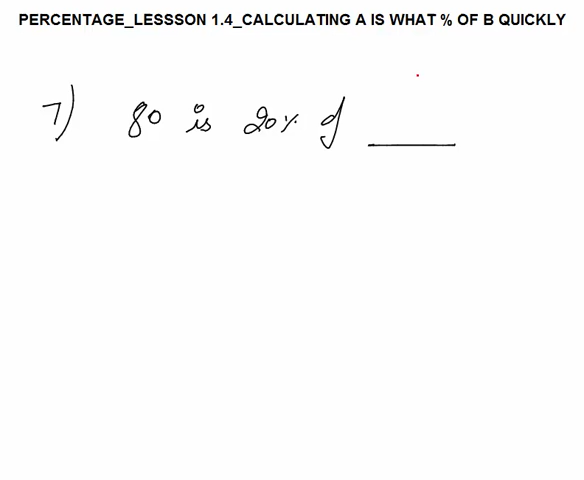 PERCENTAGE_LESSSON 1.4_CALCULATING A IS WHAT % OF B QUICKLY
7) 80 is 20% of ____